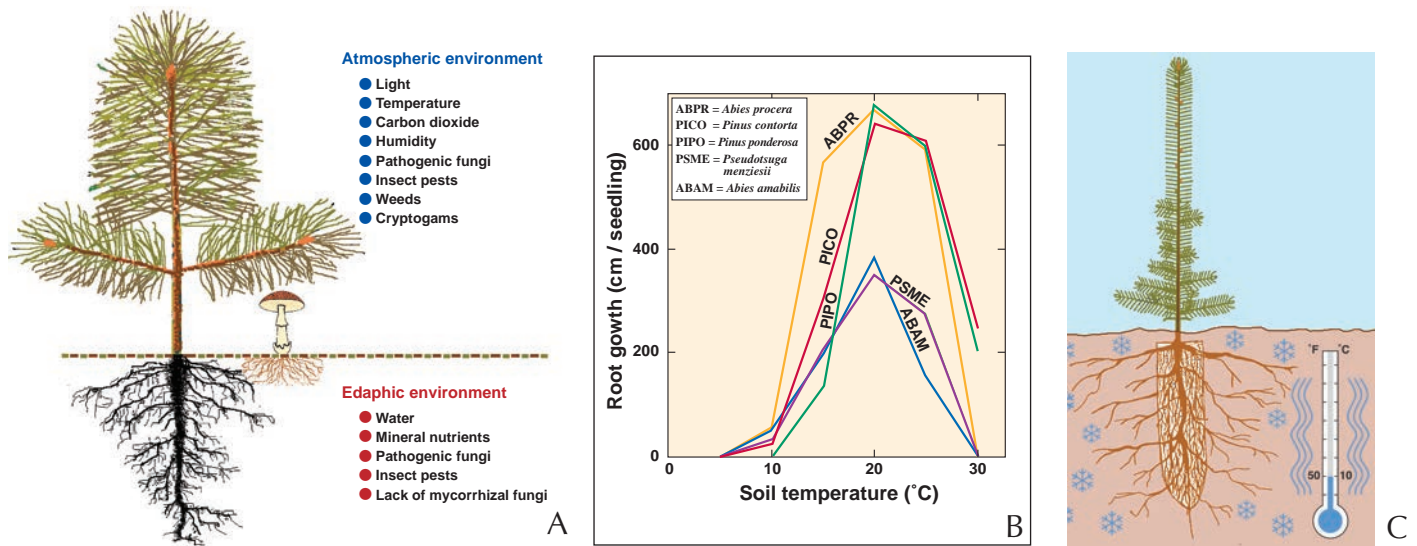 Atmospheric environment
Light
Temperature
Carbon dioxide
Humidity
Pathogenic fungi
Insect pests
Weeds
Cryptogams
Edaphic environment
Water
Mineral nutrients
Pathogenic fungi
Insect pests
Lack of mycorrhizal fungi
A
ABPR = Abies procera
PICO = Pinus contorta
PIPO = Pinus ponderosa
PSME = Pseudotsuga
menziesii
ABAM = Abies amabilis
Root gowth (cm / seedling)
600
400
200
0
ABPR
PICO
PIPO
PSME
ABAM
0
10
20
30
Soil temperature (˚C)
B
˚F ˚C
50 10
C